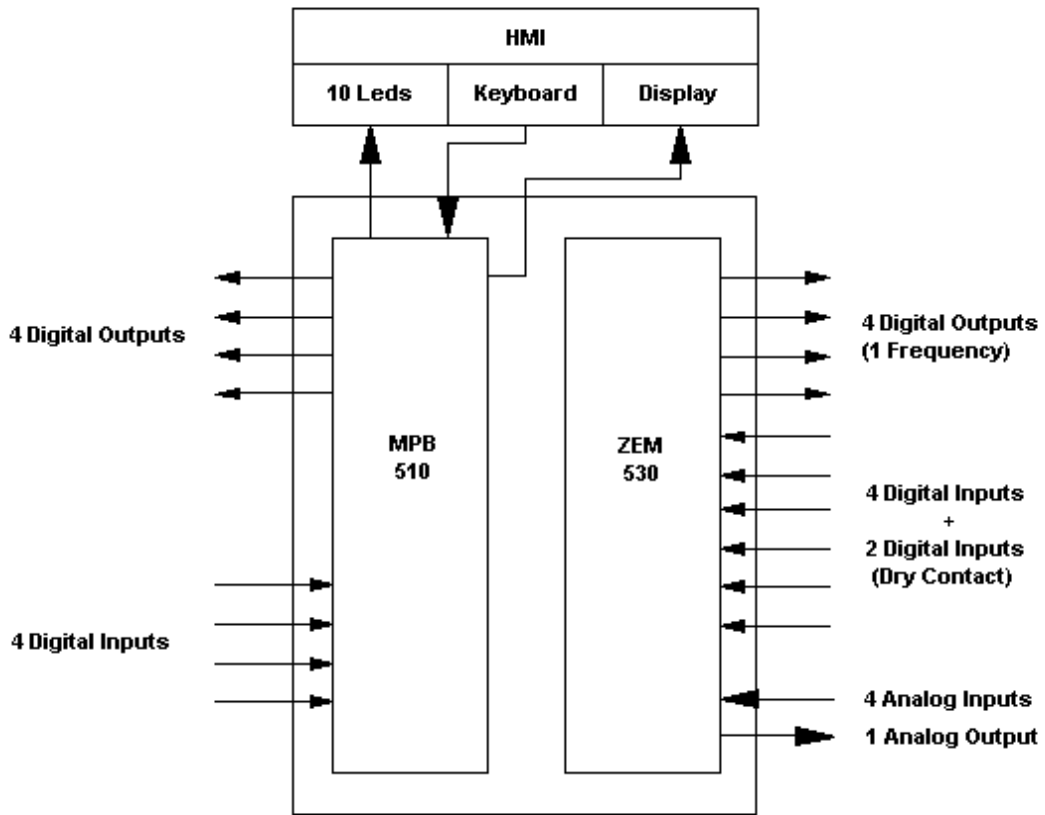 HMI
10 Leds
Keyboard
Display
4 Digital Outputs
4 Digital Outputs
(1 Frequency)
MPB
510
ZEM
530
4 Digital Inputs
+
2 Digital Inputs
(Dry Contact)
4 Digital Inputs
4 Analog Inputs
1 Analog Output